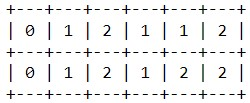 +---+---+---+---+---+---+
| 0 | 1 | 2 | 1 | 1 | 2 |
+---+---+---+---+---+---+
| 0 | 1 | 2 | 1 | 2 | 2 |
+---+---+---+---+---+---+